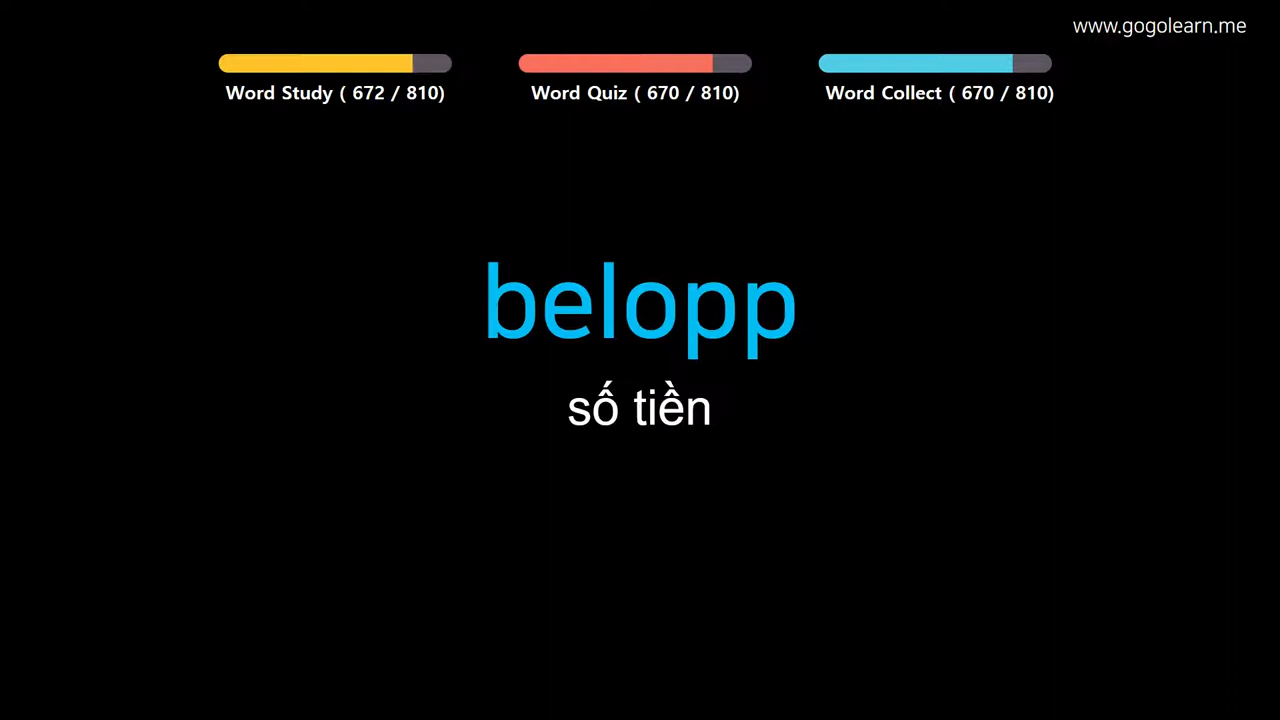 www.gogolearn.me
Word Study ( 672 / 810)
Word Quiz ( 670 / 810)
Word Collect ( 670 / 810)
belopp
số tiền